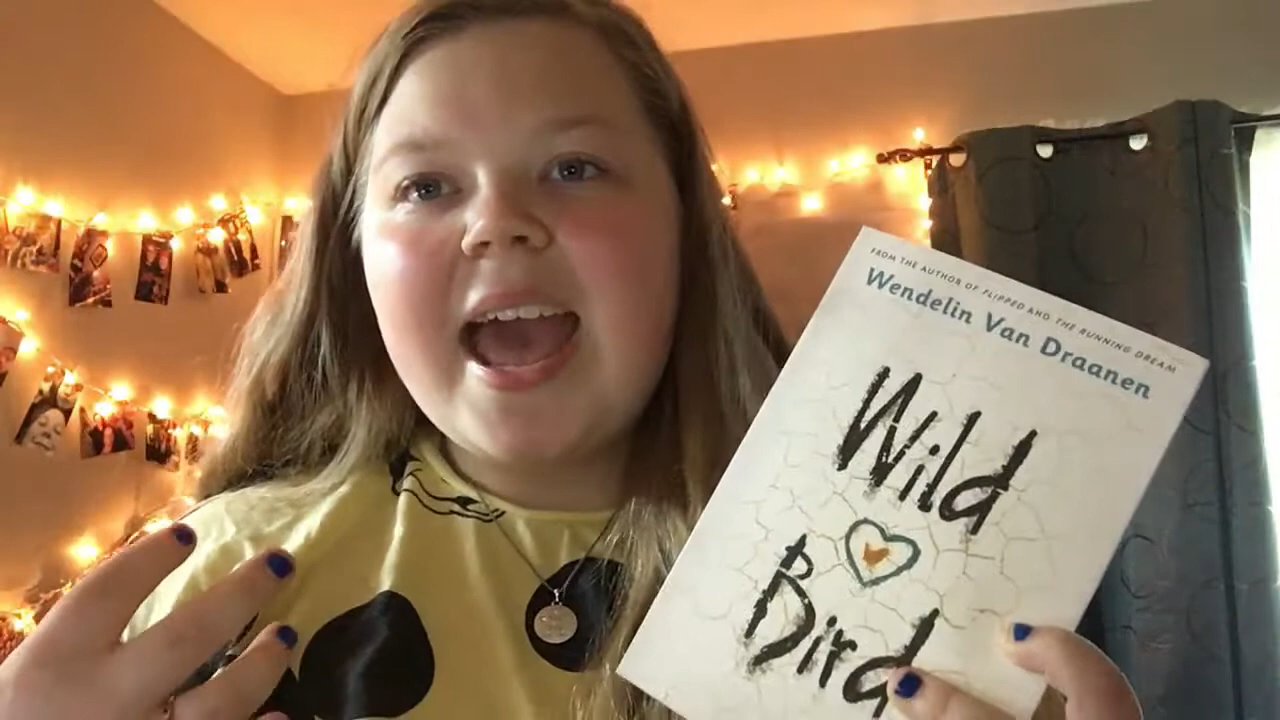 FROM THE AUTHOR OF FLIPPED AND THE RUNNING DREAM
Wendelin Van Draanen
Wild
Bird